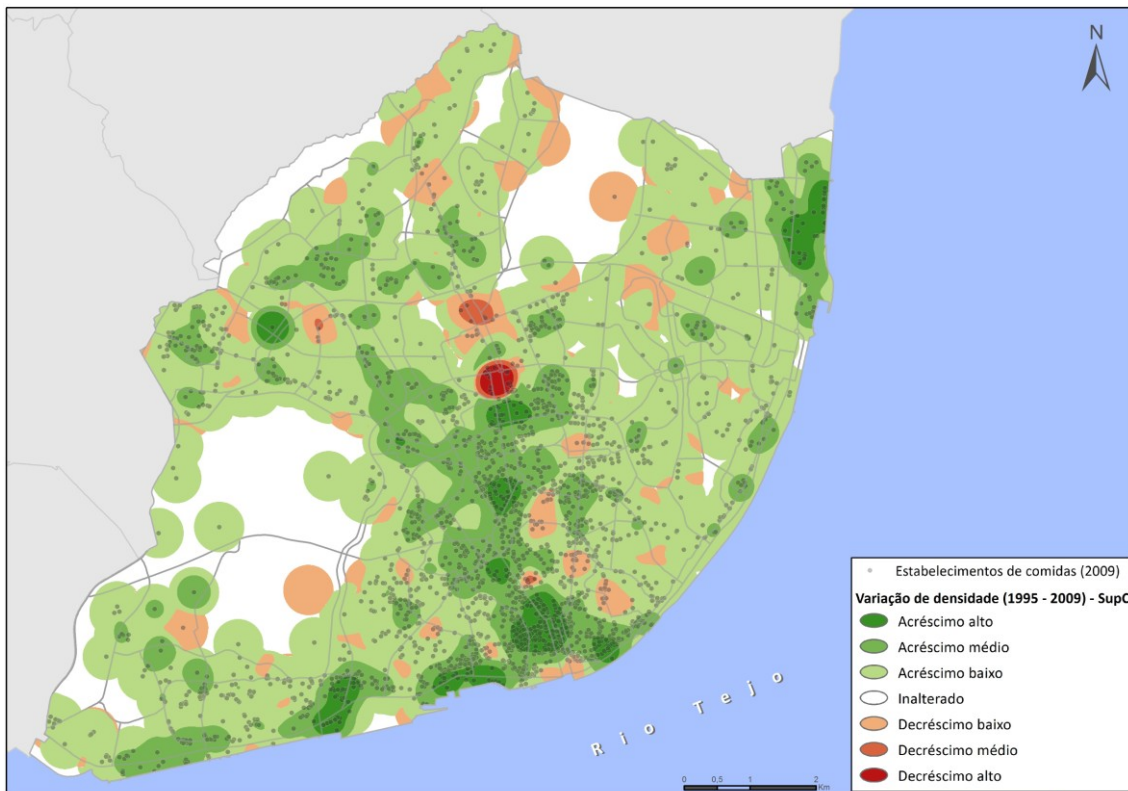 N
Rio Tejo
Estabelecimentos de comidas (2009)
Variação de densidade (1995 - 2009) - SupC
Acréscimo alto
Acréscimo médio
Acréscimo baixo
Inalterado
Decréscimo baixo
Decréscimo médio
Decréscimo alto
0 0,5 1 2
Km